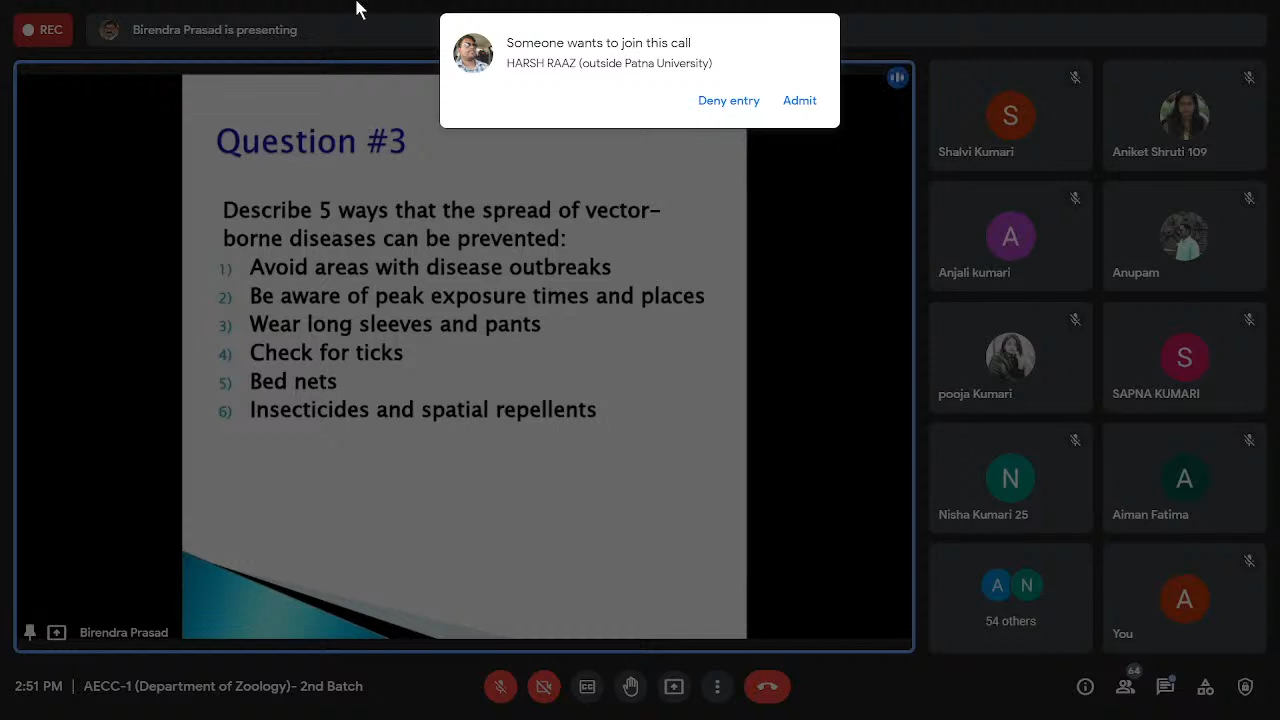 REC
Birendra Prasad is presenting
Someone wants to join this call
HARSH RAAZ (outside Patna University)
Deny entry
Admit
Question #3
Describe 5 ways that the spread of vector-
borne diseases can be prevented:
1) Avoid areas with disease outbreaks
2) Be aware of peak exposure times and places
3) Wear long sleeves and pants
4) Check for ticks
5) Bed nets
6) Insecticides and spatial repellents
Birendra Prasad
S
Shalvi Kumari
Aniket Shruti 109
A
Anjali kumari
Anupam
pooja Kumari
S
SAPNA KUMARI
N
Nisha Kumari 25
A
Aiman Fatima
A N
54 others
A
You
2:51 PM | AECC-1 (Department of Zoology)- 2nd Batch
CC
64